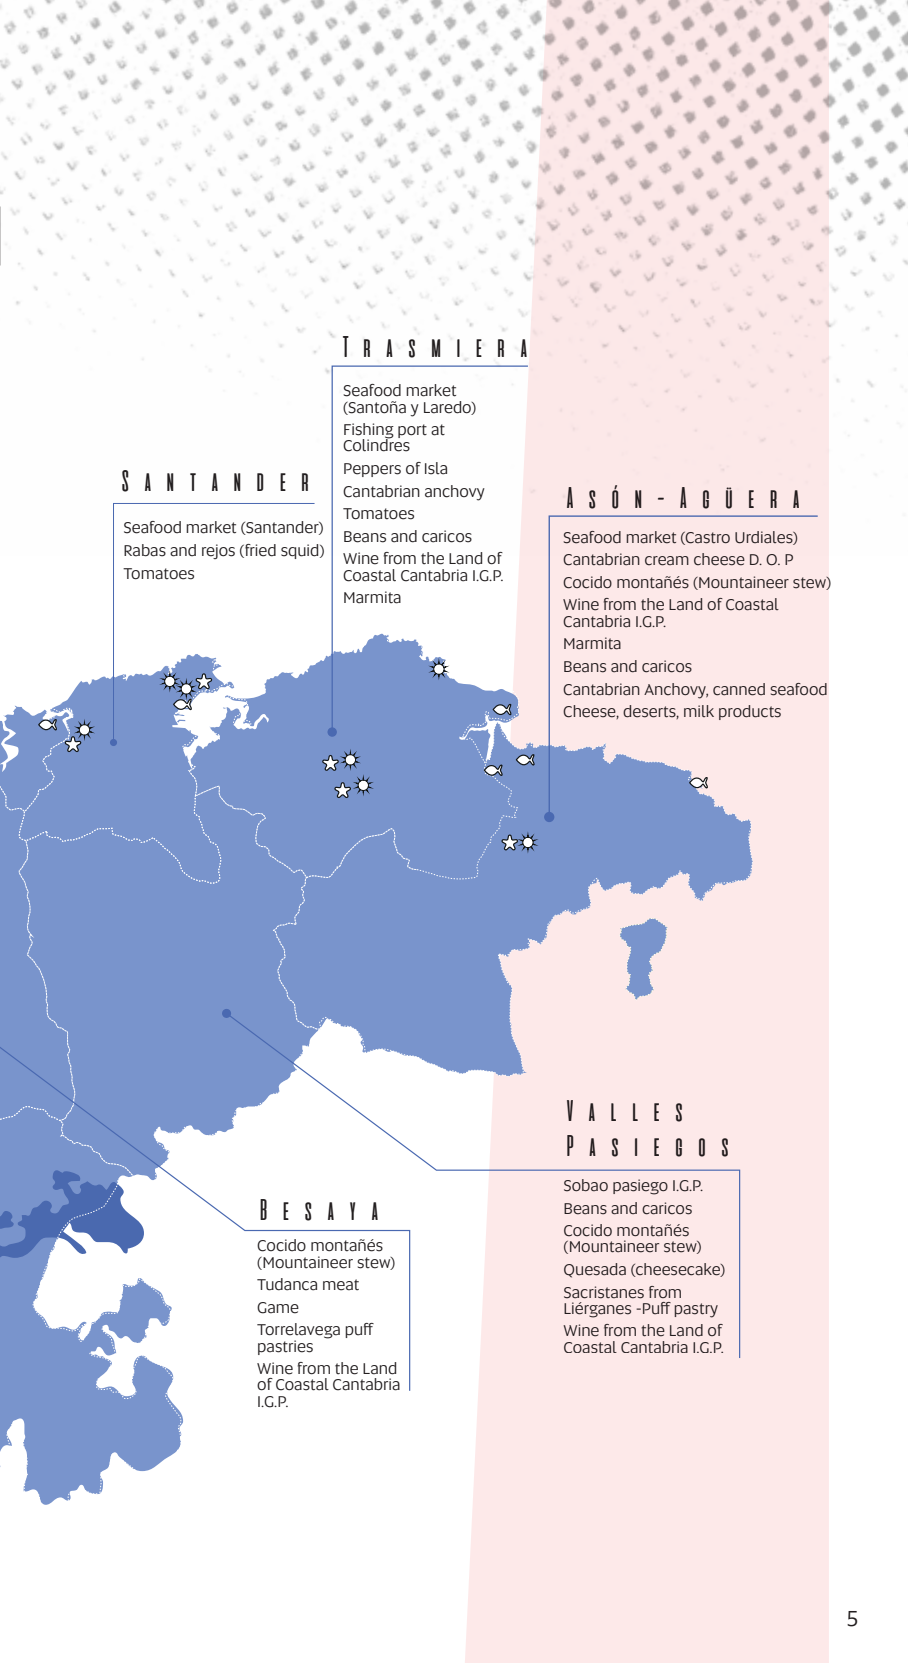 TRASMIERA
Seafood market
(Santoña y Laredo)
Fishing port at
Colindres
Peppers of Isla
Cantabrian anchovy
Tomatoes
Beans and caricos
Wine from the Land of
Coastal Cantabria I.G.P.
Marmita
SANTANDER
Seafood market (Santander)
Rabas and rejos (fried squid)
Tomatoes
ASÓN-AGÜERA
Seafood market (Castro Urdiales)
Cantabrian cream cheese D. O. P
Cocido montañés (Mountaineer stew)
Wine from the Land of Coastal
Cantabria I.G.P.
Marmita
Beans and caricos
Cantabrian Anchovy, canned seafood
Cheese, deserts, milk products
VALLES
PASIEGOS
Sobao pasiego I.G.P.
Beans and caricos
Cocido montañés
(Mountaineer stew)
Quesada (cheesecake)
Sacristanes from
Liérganes -Puff pastry
Wine from the Land of
Coastal Cantabria I.G.P.
BESAYA
Cocido montañés
(Mountaineer stew)
Tudanca meat
Game
Torrelavega puff
pastries
Wine from the Land
of Coastal Cantabria
I.G.P.
5